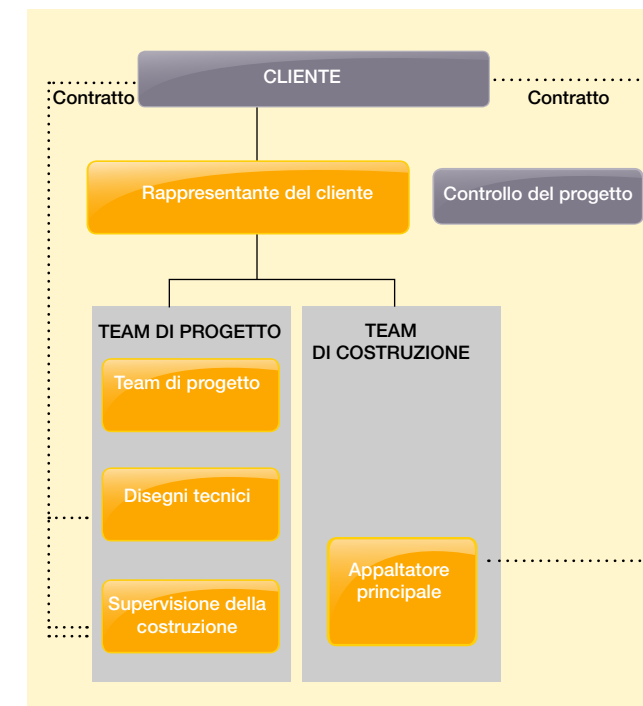 CLIENTE
Contratto
Contratto
Rappresentante del cliente
Controllo del progetto
TEAM DI PROGETTO
Team di progetto
Disegni tecnici
Supervisione della
costruzione
TEAM
DI COSTRUZIONE
Appaltatore
principale